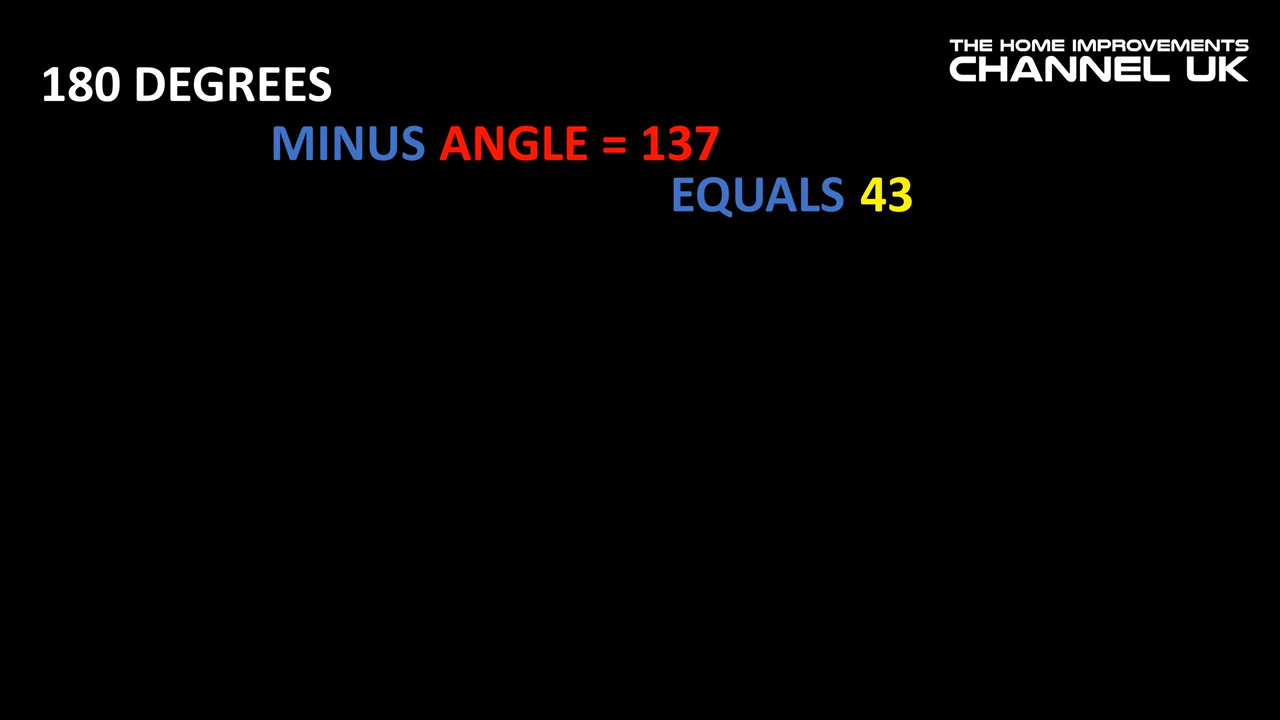 THE HOME IMPROVEMENTS
CHANNEL UK
180 DEGREES
MINUS ANGLE = 137
EQUALS 43